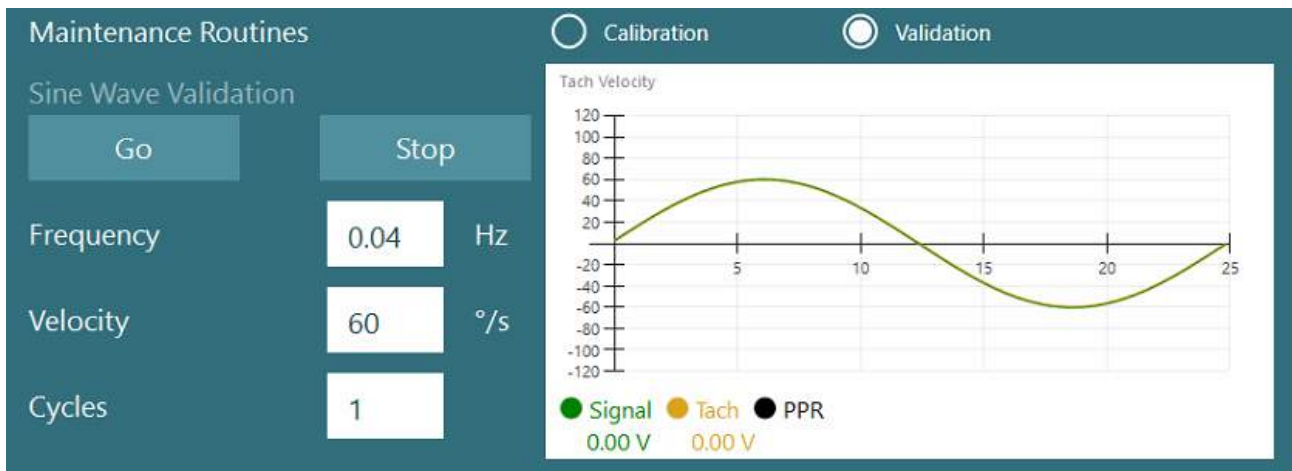 Maintenance Routines
Calibration
Validation
Sine Wave Validation
Go
Stop
Frequency
0.04
Hz
Velocity
60
°/s
Cycles
1
Tach Velocity
120
100
80
60
40
20
-20
-40
-60
-80
-100
-120
5
10
15
20
25
Signal
Tach
PPR
0.00 V
0.00 V